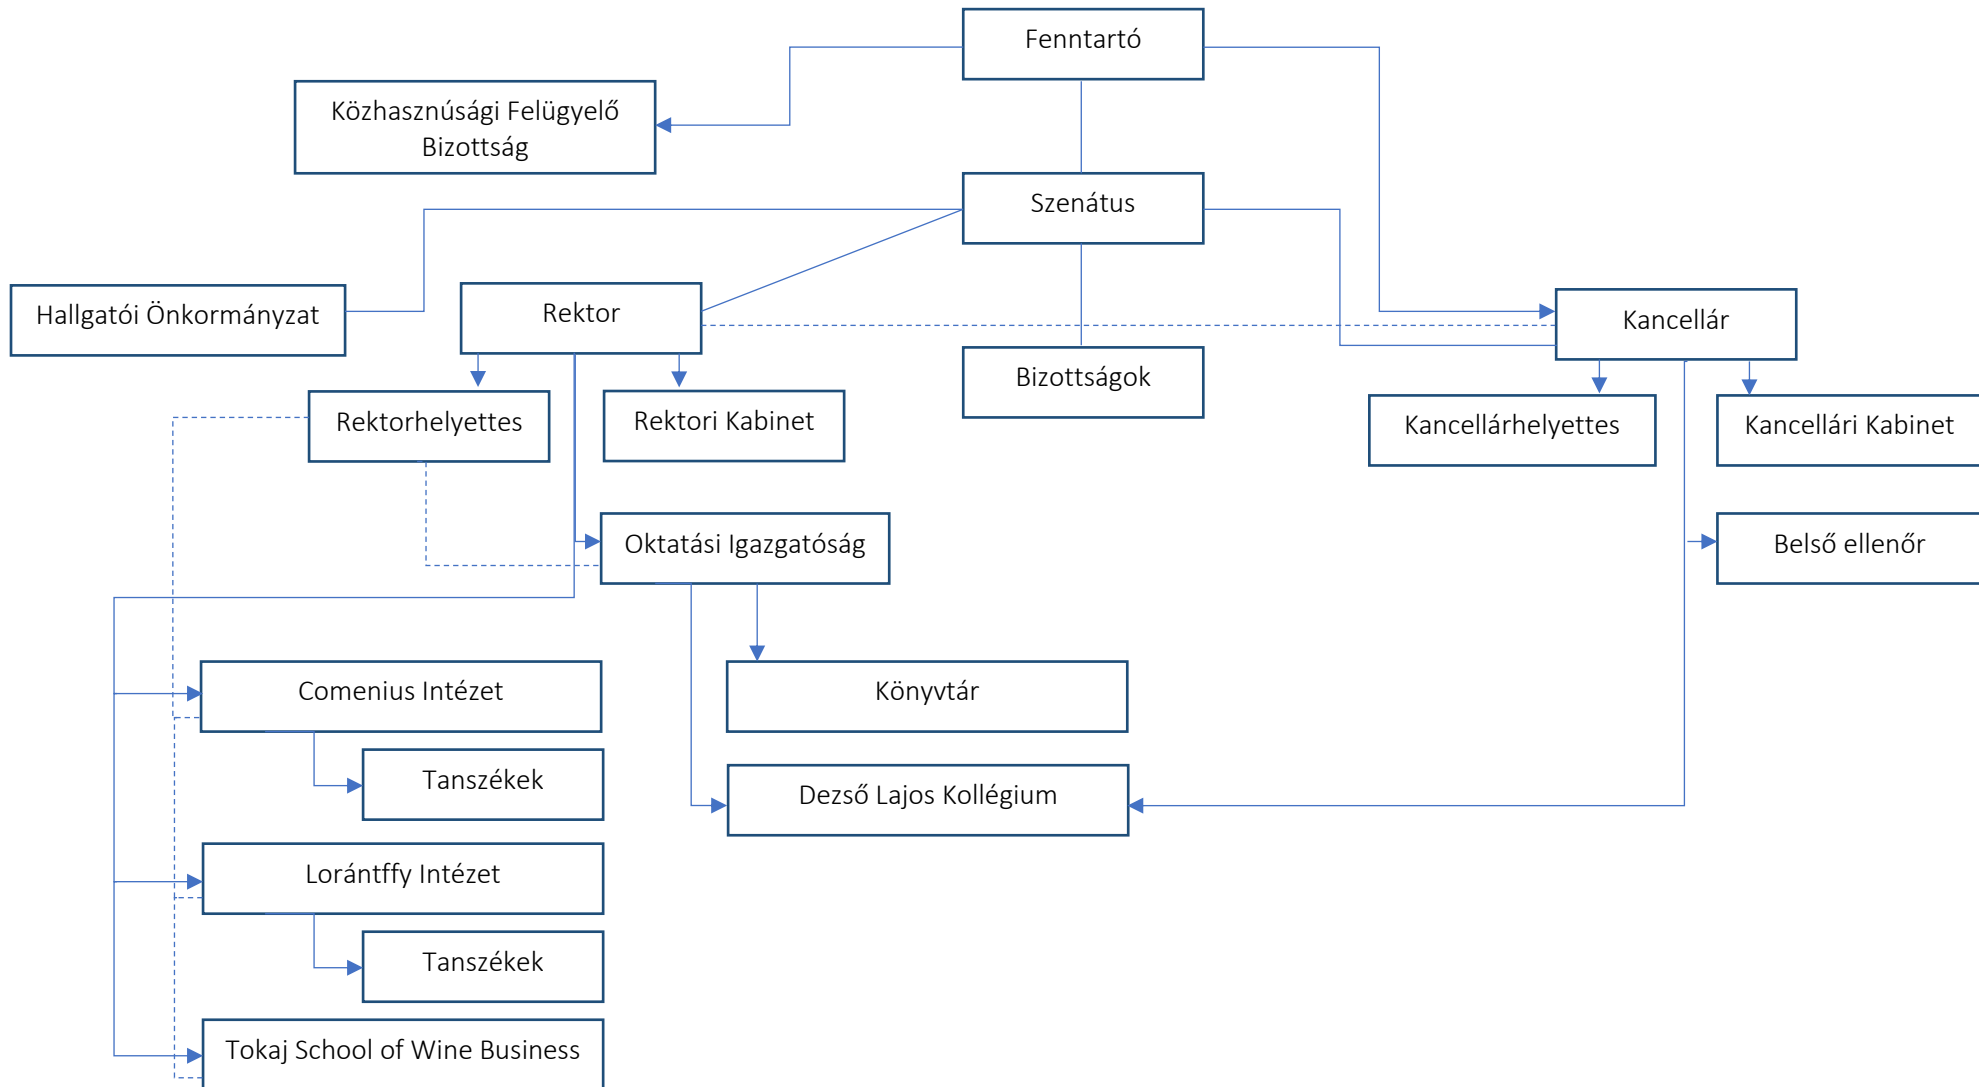 Fenntartó
Közhasznúsági Felügyelő
Bizottság
Szenátus
Hallgatói Önkormányzat
Rektor
Kancellár
Bizottságok
Rektorhelyettes
Rektori Kabinet
Kancellárhelyettes
Kancellári Kabinet
Oktatási Igazgatóság
Belső ellenőr
Comenius Intézet
Könyvtár
Tanszékek
Dezső Lajos Kollégium
Lorántffy Intézet
Tanszékek
Tokaj School of Wine Business